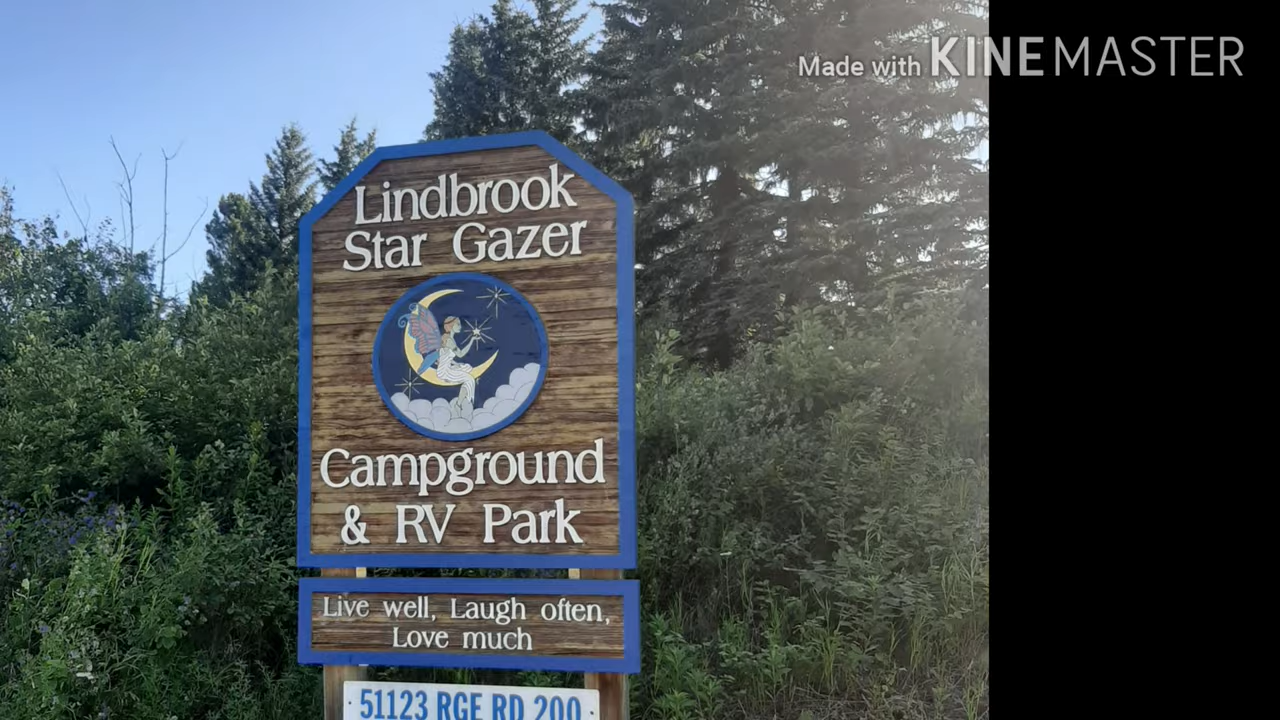 Made with KINEMASTER
Lindbrook
Star Gazer
Campground
& RV Park
Live well, Laugh often,
Love much
51123 RGE RD 200